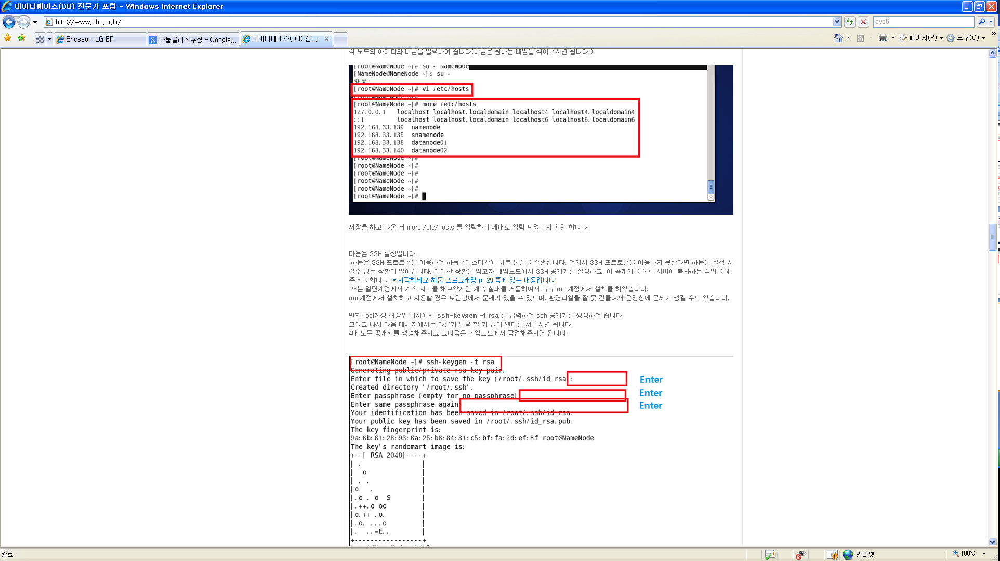 데이터베이스(DB) 전문가 포럼 - Windows Internet Explorer
http://www.dbp.or.kr/
qvo6
Ericsson-LG EP
하둡물리적구성 - Google...
데이터베이스(DB) 전...
페이지(P)
도구(O)
각 노드의 아이피와 네임을 입력하여 줍니다(네임은 원하는 네임을 적어주시면 됩니다.)
[root@NameNode ~]# su - NameNode
[NameNode@NameNode ~]$ su -
암호:
[root@NameNode ~]# vi /etc/hosts
[root@NameNode ~]#
[root@NameNode ~]# more /etc/hosts
127.0.0.1 localhost localhost.localdomain localhost4 localhost4.localdomain4
::1 localhost localhost.localdomain localhost6 localhost6.localdomain6
192.168.33.139 namenode
192.168.33.135 snamenode
192.168.33.138 datanode01
192.168.33.140 datanode02
[root@NameNode ~]#
[root@NameNode ~]#
[root@NameNode ~]#
[root@NameNode ~]#
[root@NameNode ~]#
[root@NameNode ~]#
저장을 하고 나온 뒤 more /etc/hosts 를 입력하여 제대로 입력 되었는지 확인 합니다.
다음은 SSH 설정입니다.
하둡은 SSH 프로토콜을 이용하여 하둡클러스터간에 내부 통신을 수행합니다. 여기서 SSH 프로토콜을 이용하지 못한다면 하둡을 실행 시
킬수 없는 상황이 벌어집니다. 이러한 상황을 막고자 네임노드에서 SSH 공개키를 설정하고, 이 공개키를 전체 서버에 복사하는 작업을 해
주어야 합니다. * 시작하세요 하둡 프로그래밍 p. 29 쪽에 있는 내용입니다.
저는 일단계정에서 계속 시도를 해보았지만 계속 실패를 거듭하여서 ㅠㅠ root계정에서 설치를 하였습니다.
root계정에서 설치하고 사용할 경우 보안상에서 문제가 있을 수 있으며, 환경파일을 잘 못 건들여서 운영상에 문제가 생길 수도 있습니다.
먼저 root계정 최상위 위치에서 ssh-keygen -t rsa 를 입력하여 ssh 공개키를 생성하여 줍니다
그리고 나서 다음 메세지에서는 다른거 입력 할 거 없이 엔터를 쳐주시면 됩니다.
4대 모두 공개키를 생성해주시고 그다음은 네임노드에서 작업해주시면 됩니다.
[root@NameNode ~]# ssh-keygen -t rsa
Generating public/private rsa key pair.
Enter file in which to save the key (/root/.ssh/id_rsa): Enter
Created directory '/root/.ssh'.
Enter passphrase (empty for no passphrase) Enter
Enter same passphrase again: Enter
Your identification has been saved in /root/.ssh/id_rsa.
Your public key has been saved in /root/.ssh/id_rsa.pub.
The key fingerprint is:
9a:6b:61:28:93:6a:25:b6:84:31:c5:bf:fa:2d:ef:8f root@NameNode
The key's randomart image is:
+--[ RSA 2048]----+
| . |
| o |
| . . |
|o . |
|.o . o S |
|.++.o oo |
|o.++ .o. |
|.o. ...o |
|. ..=E.. |
+-----------------+
완료
인터넷
100%